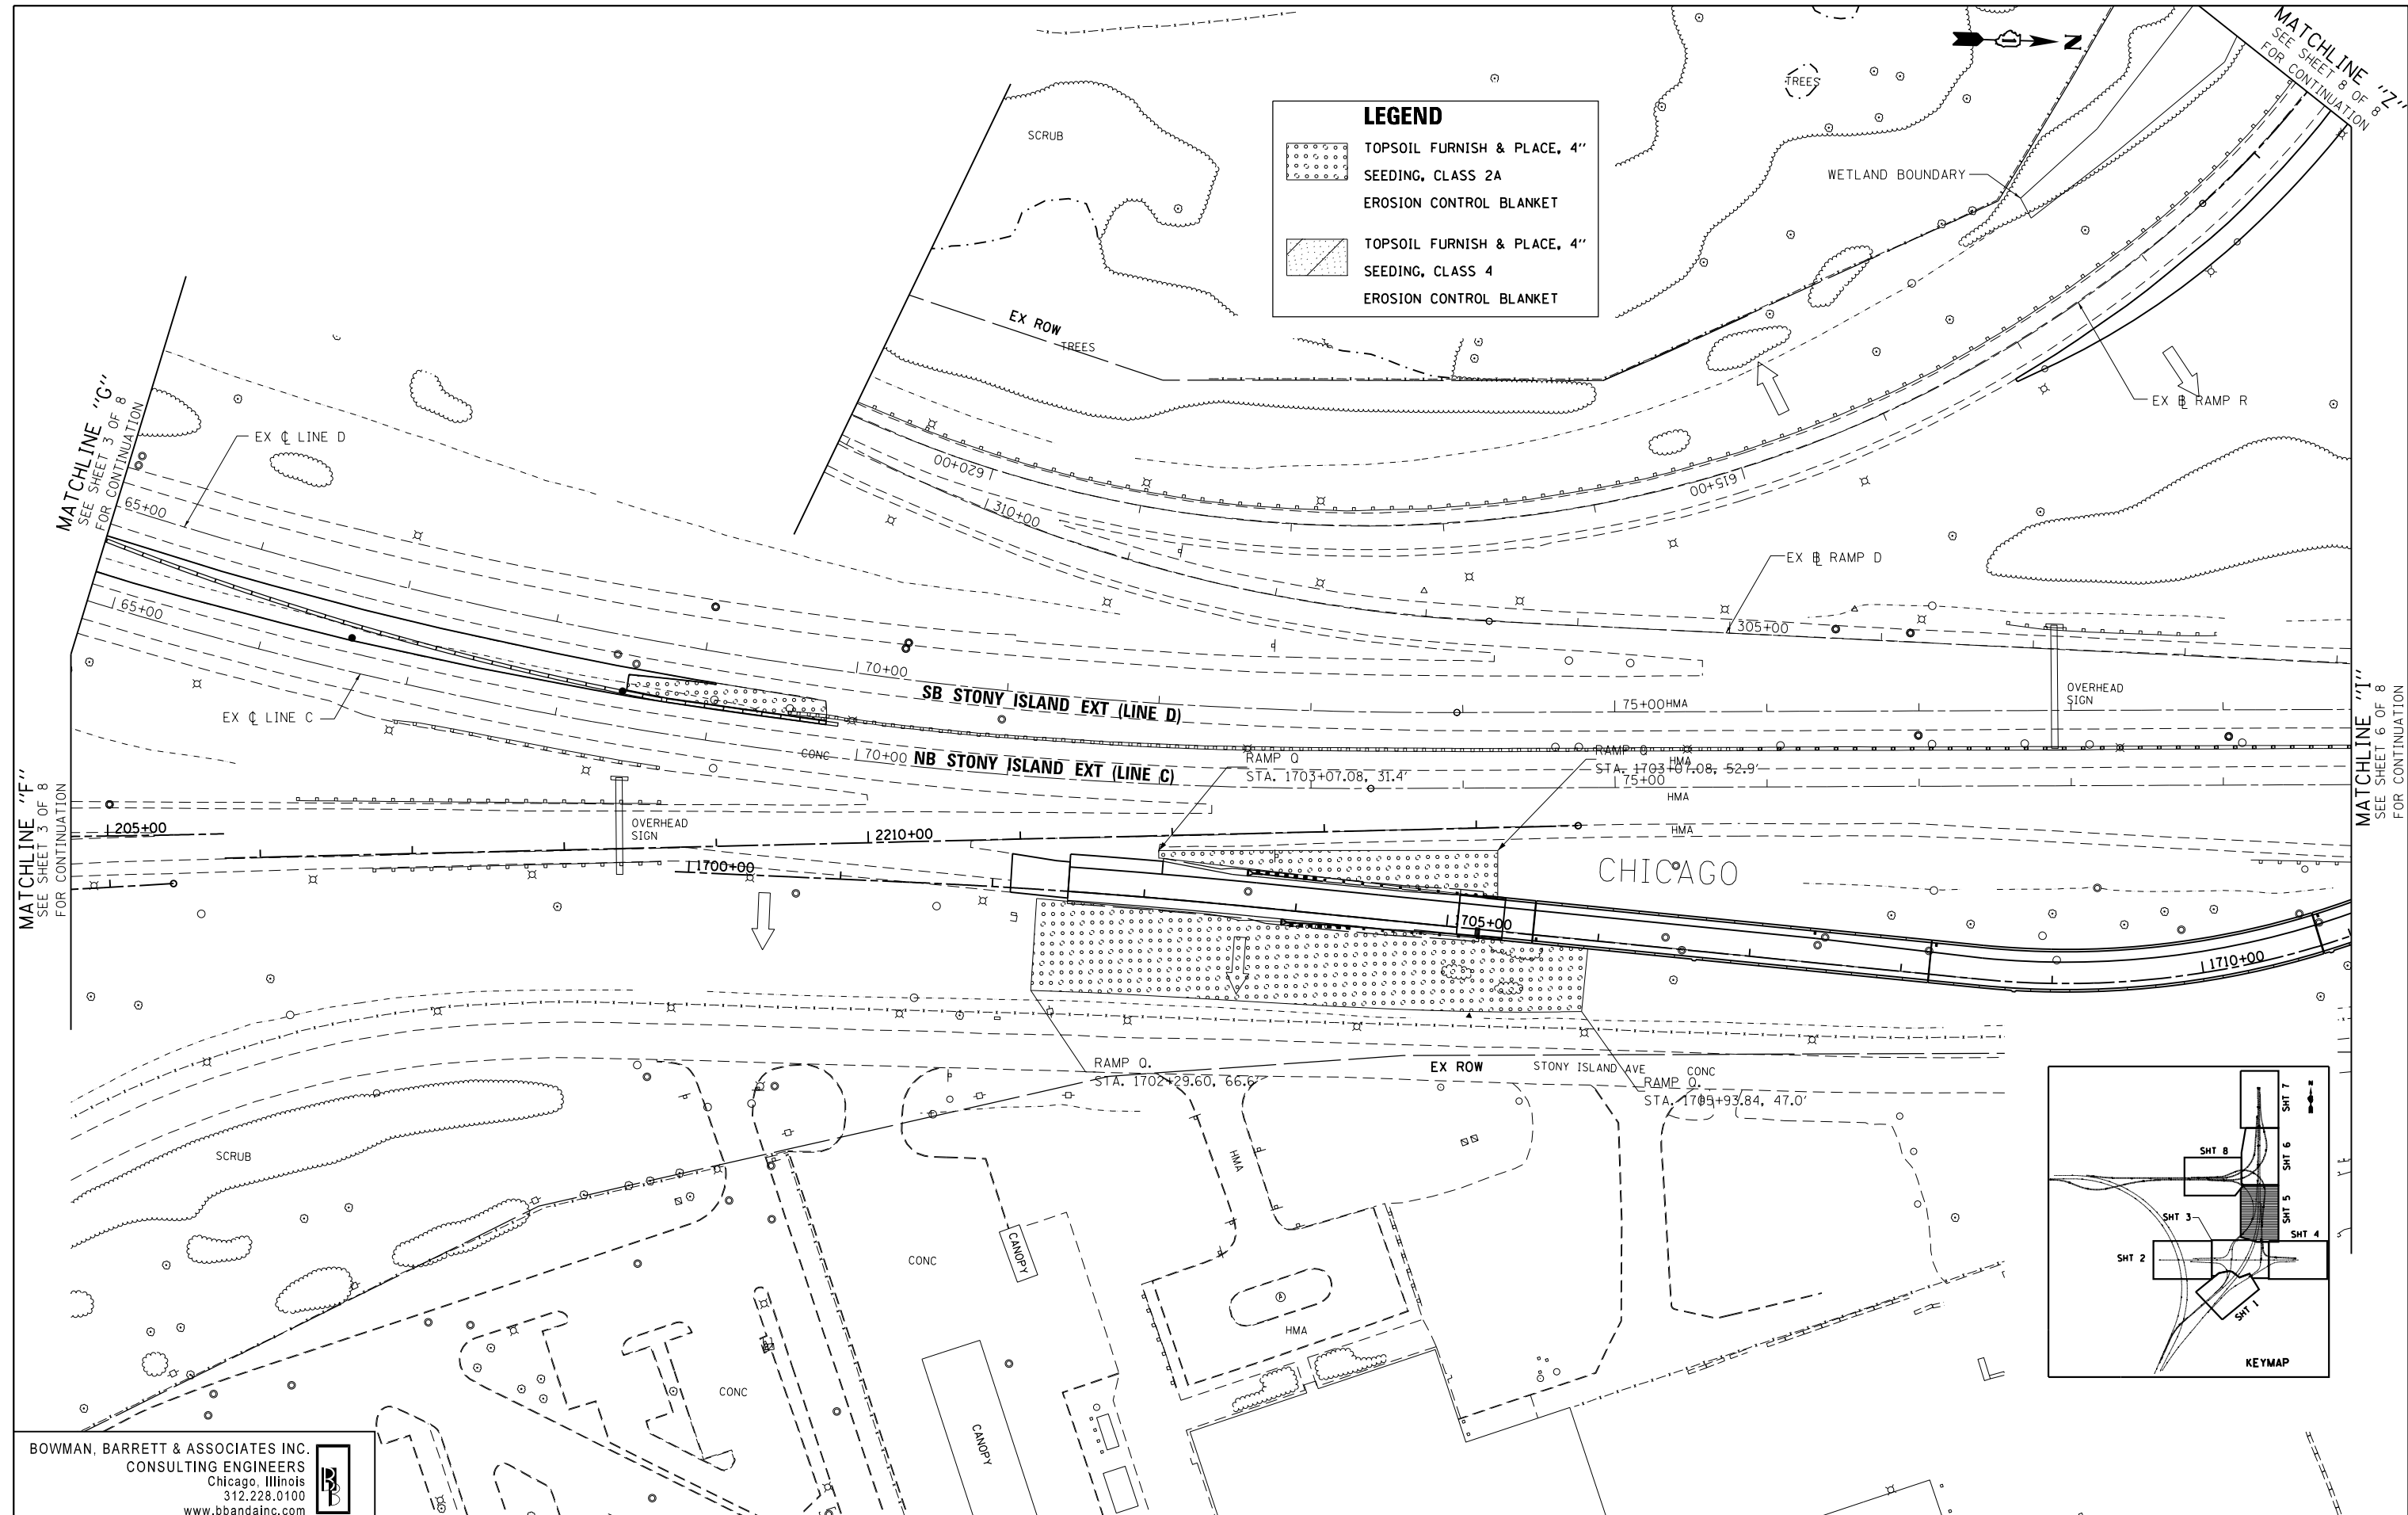 MATCHLINE "Z"
SEE SHEET 8 OF 8
FOR CONTINUATION
N
TREES
SCRUB
LEGEND
TOPSOIL FURNISH & PLACE, 4"
SEEDING, CLASS 2A
EROSION CONTROL BLANKET
TOPSOIL FURNISH & PLACE, 4"
SEEDING, CLASS 4
EROSION CONTROL BLANKET
WETLAND BOUNDARY
EX ROW
TREES
MATCHLINE "G"
SEE SHEET 3 OF 8
FOR CONTINUATION
EX ℄ LINE D
EX BL RAMP R
620+00
615+00
310+00
65+00
EX BL RAMP D
65+00
305+00
70+00
SB STONY ISLAND EXT (LINE D)
75+00
HMA
OVERHEAD
SIGN
EX ℄ LINE C
CONC
70+00
NB STONY ISLAND EXT (LINE C)
RAMP Q
STA. 1703+07.08, 31.4'
RAMP Q
HMA
STA. 1703+07.08, 52.9'
75+00
HMA
HMA
MATCHLINE "I"
SEE SHEET 6 OF 8
FOR CONTINUATION
MATCHLINE "F"
SEE SHEET 3 OF 8
FOR CONTINUATION
205+00
OVERHEAD
SIGN
2210+00
1700+00
CHICAGO
1705+00
1710+00
RAMP Q.
STA. 1702+29.60, 66.6'
EX ROW
STONY ISLAND AVE
CONC
RAMP Q.
STA. 1705+93.84, 47.0'
SCRUB
HMA
CANOPY
CONC
HMA
CONC
CANOPY
SHT 7
N
SHT 8
SHT 6
SHT 5
SHT 3
SHT 4
SHT 2
SHT 1
KEYMAP
BOWMAN, BARRETT & ASSOCIATES INC.
CONSULTING ENGINEERS
Chicago, Illinois
312.228.0100
www.bbandainc.com